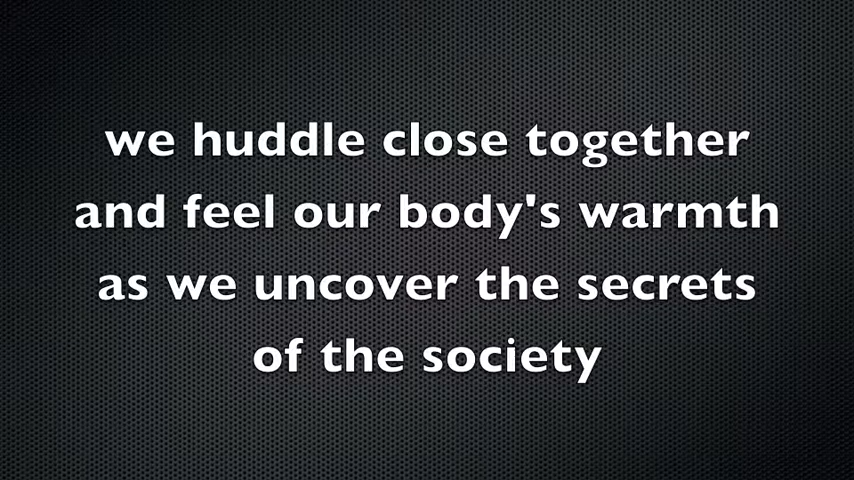 we huddle close together
and feel our body's warmth
as we uncover the secrets
of the society